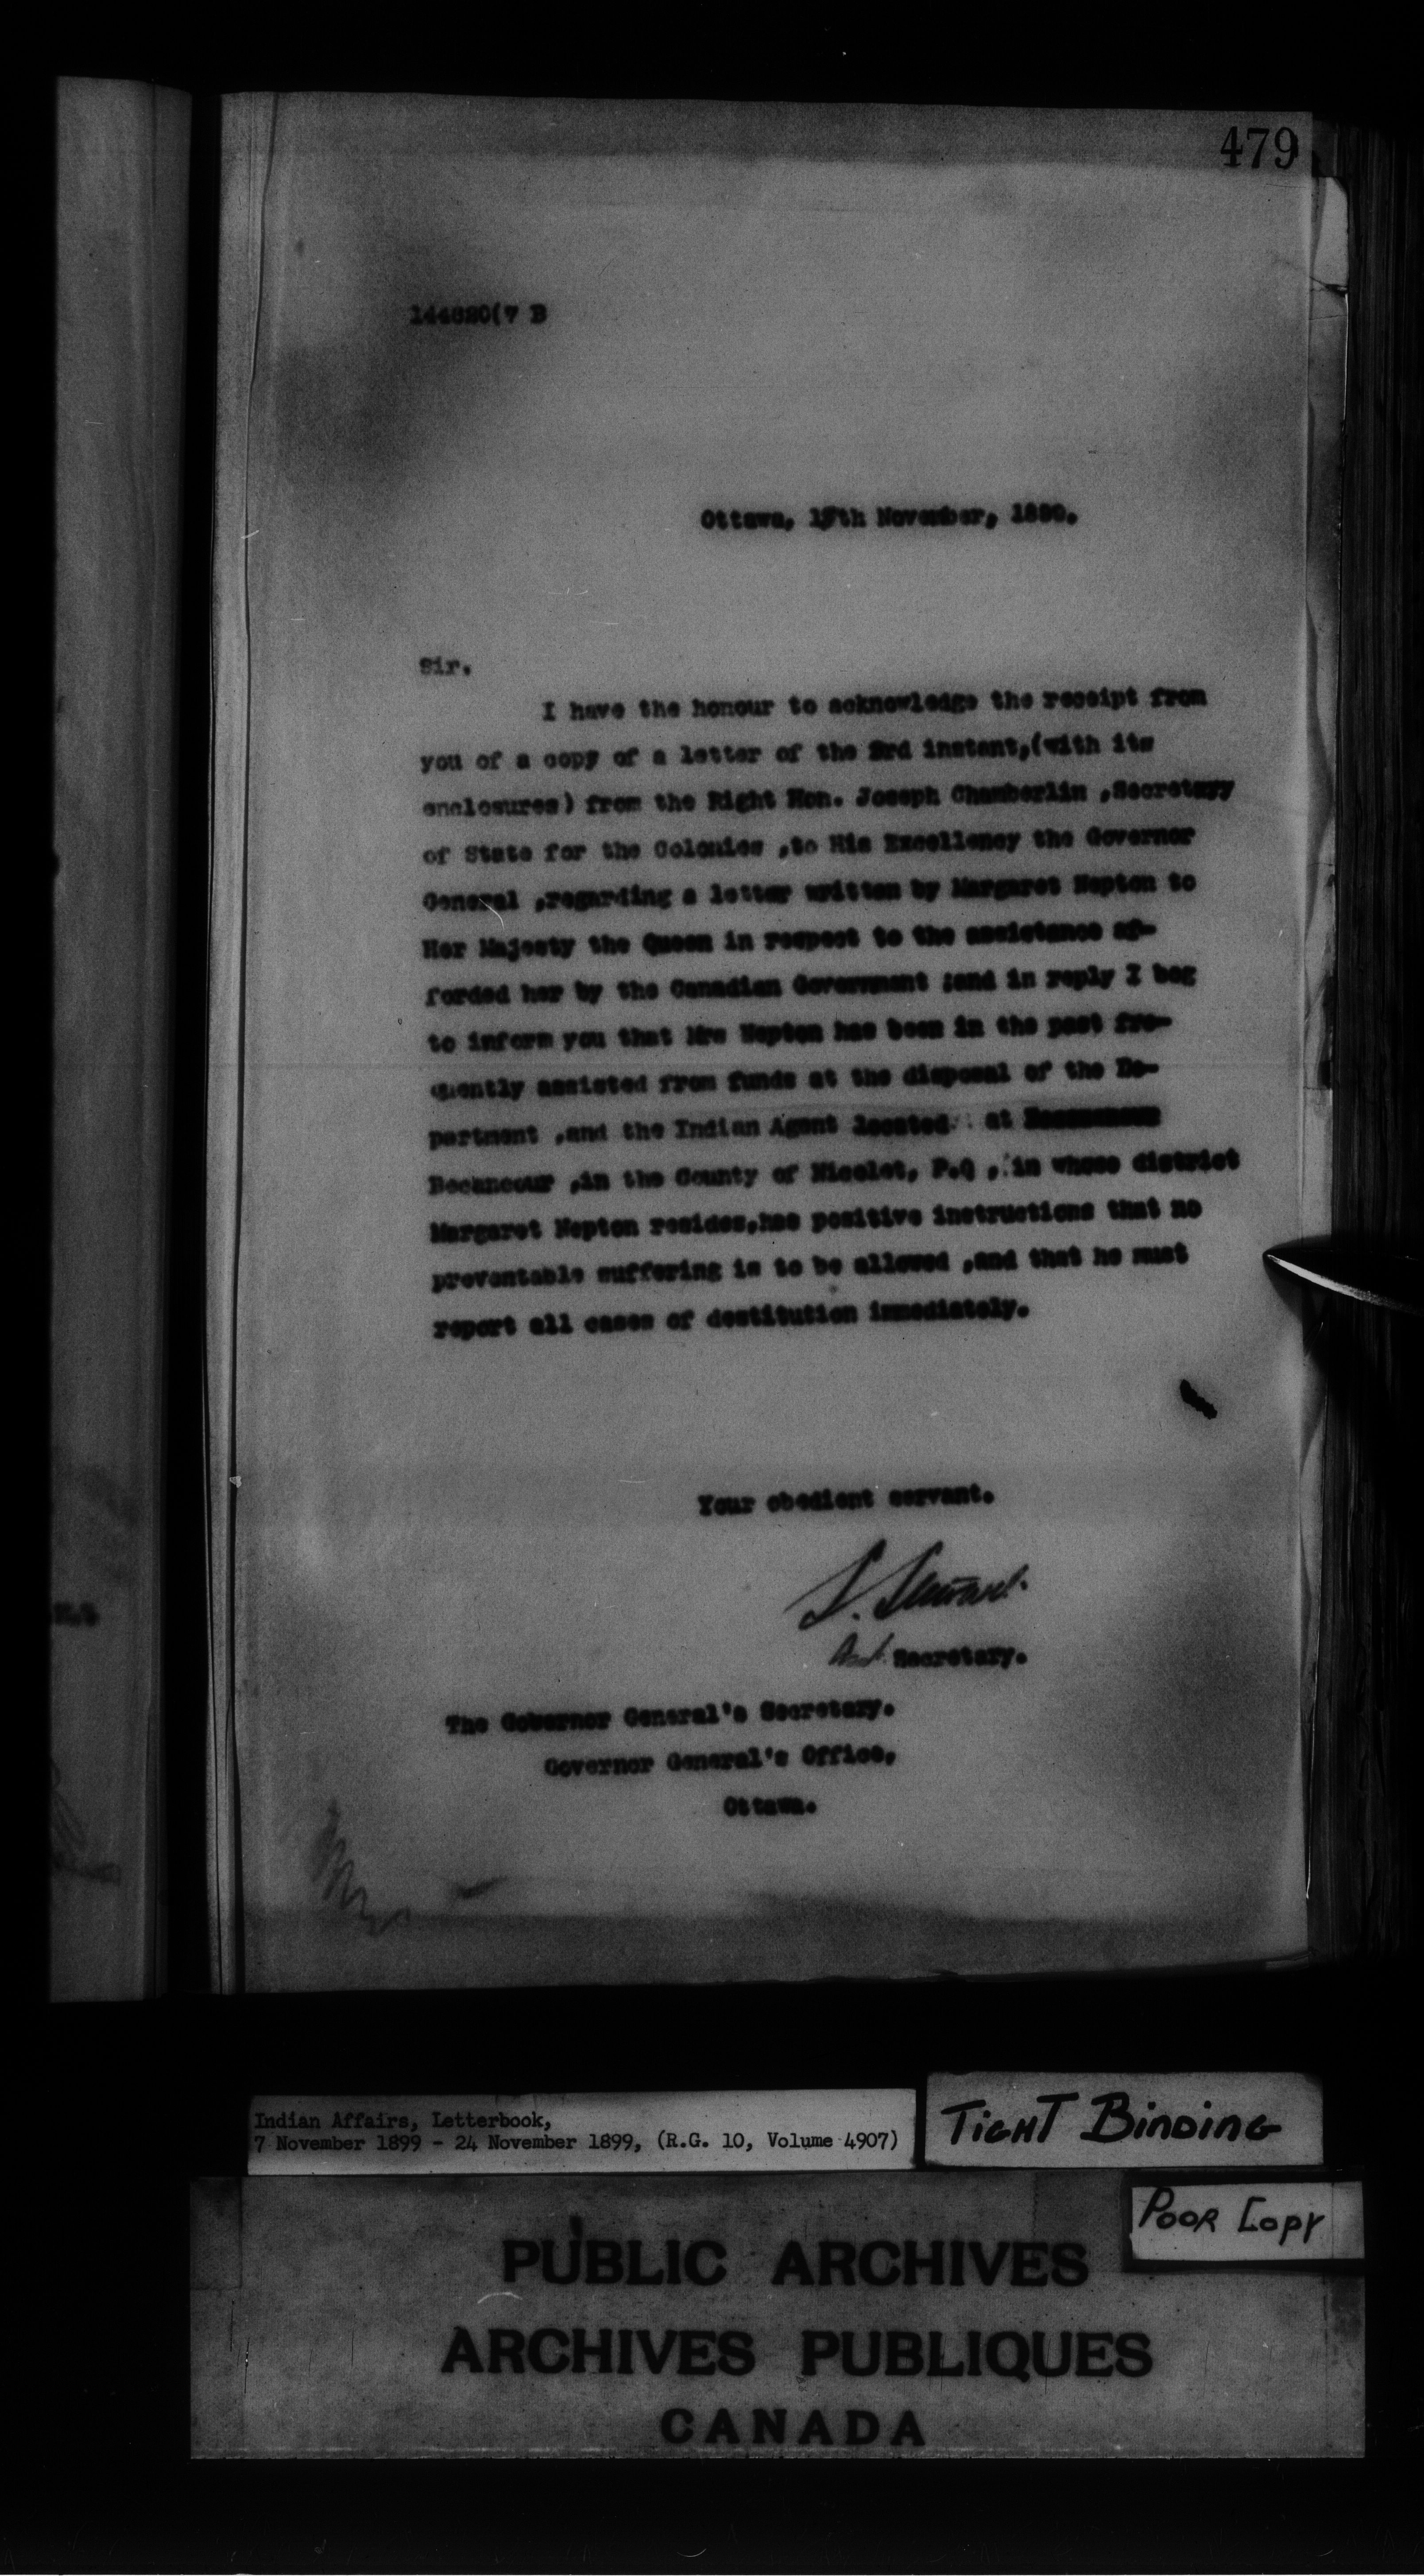 479
144820(7 B
Ottawa, 17th November, 1899.
Sir.
I have the honour to acknowledge the receipt from
you of a copy of a letter of the 3rd instant,(with its
enclosures) from the Right Hon. Joseph Chamberlin ,Secretayy
of State for the Colonies ,to His Excellency the Governor
General ,regarding a letter written by Margaret Nepton to
Her Majesty the Queen in respect to the assistance af-
forded her by the Canadian Government ;and in reply I beg
to inform you that Mrs Nepton has been in the past fre-
quently assisted from funds at the disposal of the De-
partment ,and the Indian Agent located at
Becancour ,in the County of Nicolet, P.Q ,in whose district
Margaret Nepton resides,has positive instructions that no
preventable suffering is to be allowed ,and that he must
report all cases of destitution immediately.
Your obedient servant.
S. Stewart.
Asst. Secretary.
The Governor General's Secretary.
Governor General's Office,
Ottawa.
Indian Affairs, Letterbook,
7 November 1899 - 24 November 1899, (R.G. 10, Volume 4907)
TIGHT BINDING
POOR COPY
PUBLIC ARCHIVES
ARCHIVES PUBLIQUES
CANADA